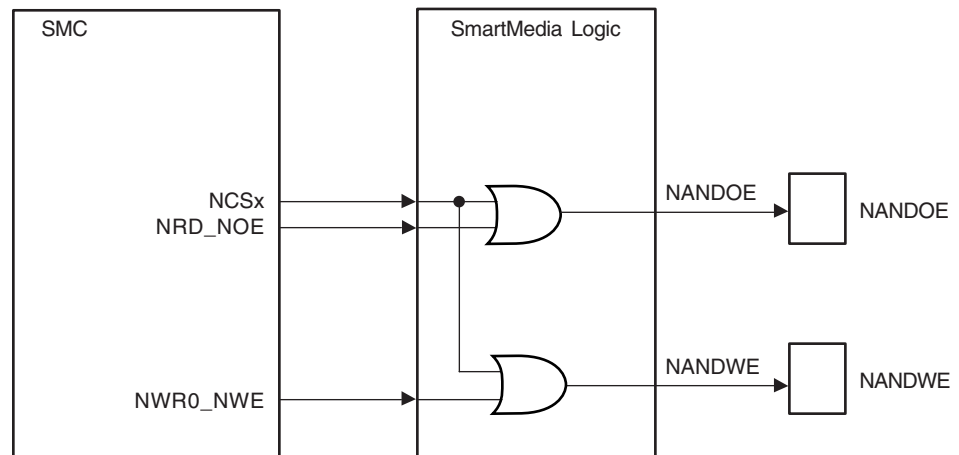 SMC
SmartMedia Logic
NCSx
NRD_NOE
NANDOE
NANDOE
NWR0_NWE
NANDWE
NANDWE